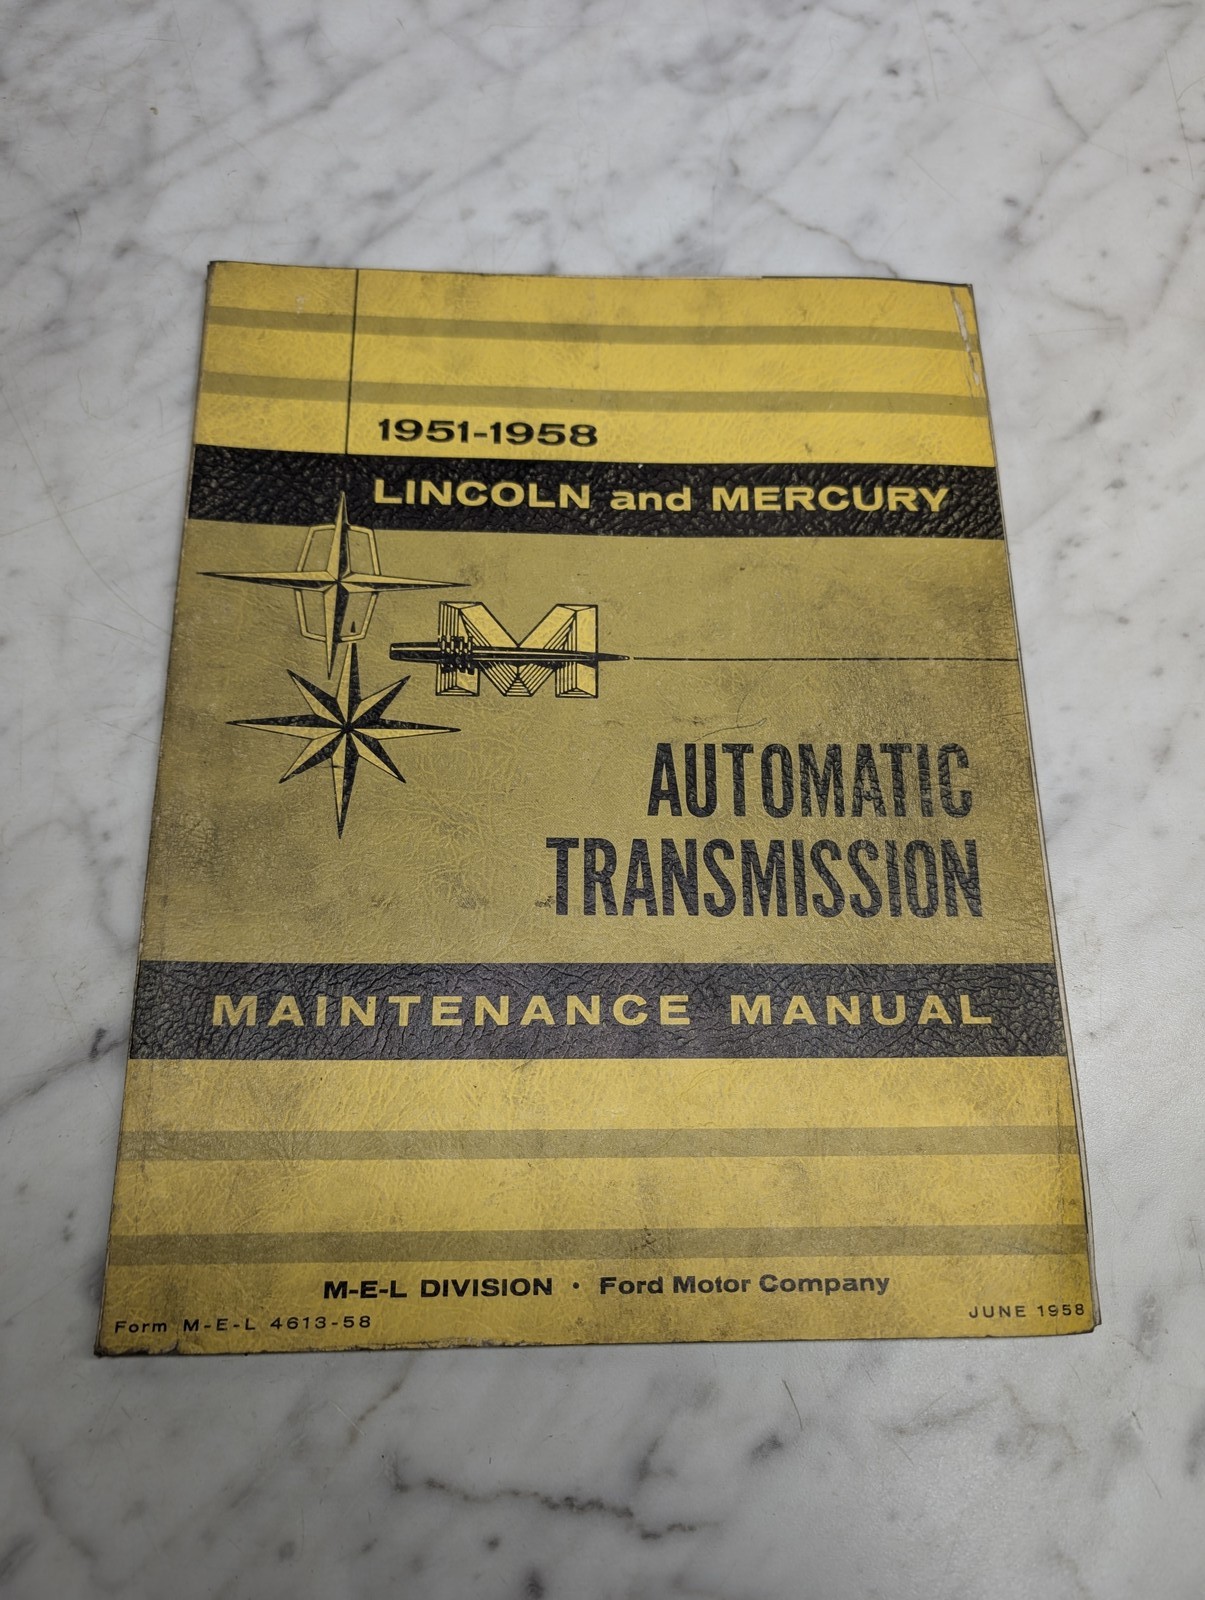 1951-1958
LINCOLN and MERCURY
M
AUTOMATIC
TRANSMISSION
MAINTENANCE MANUAL
M-E-L DIVISION • Ford Motor Company
Form M-E-L 4613-58
JUNE 1958